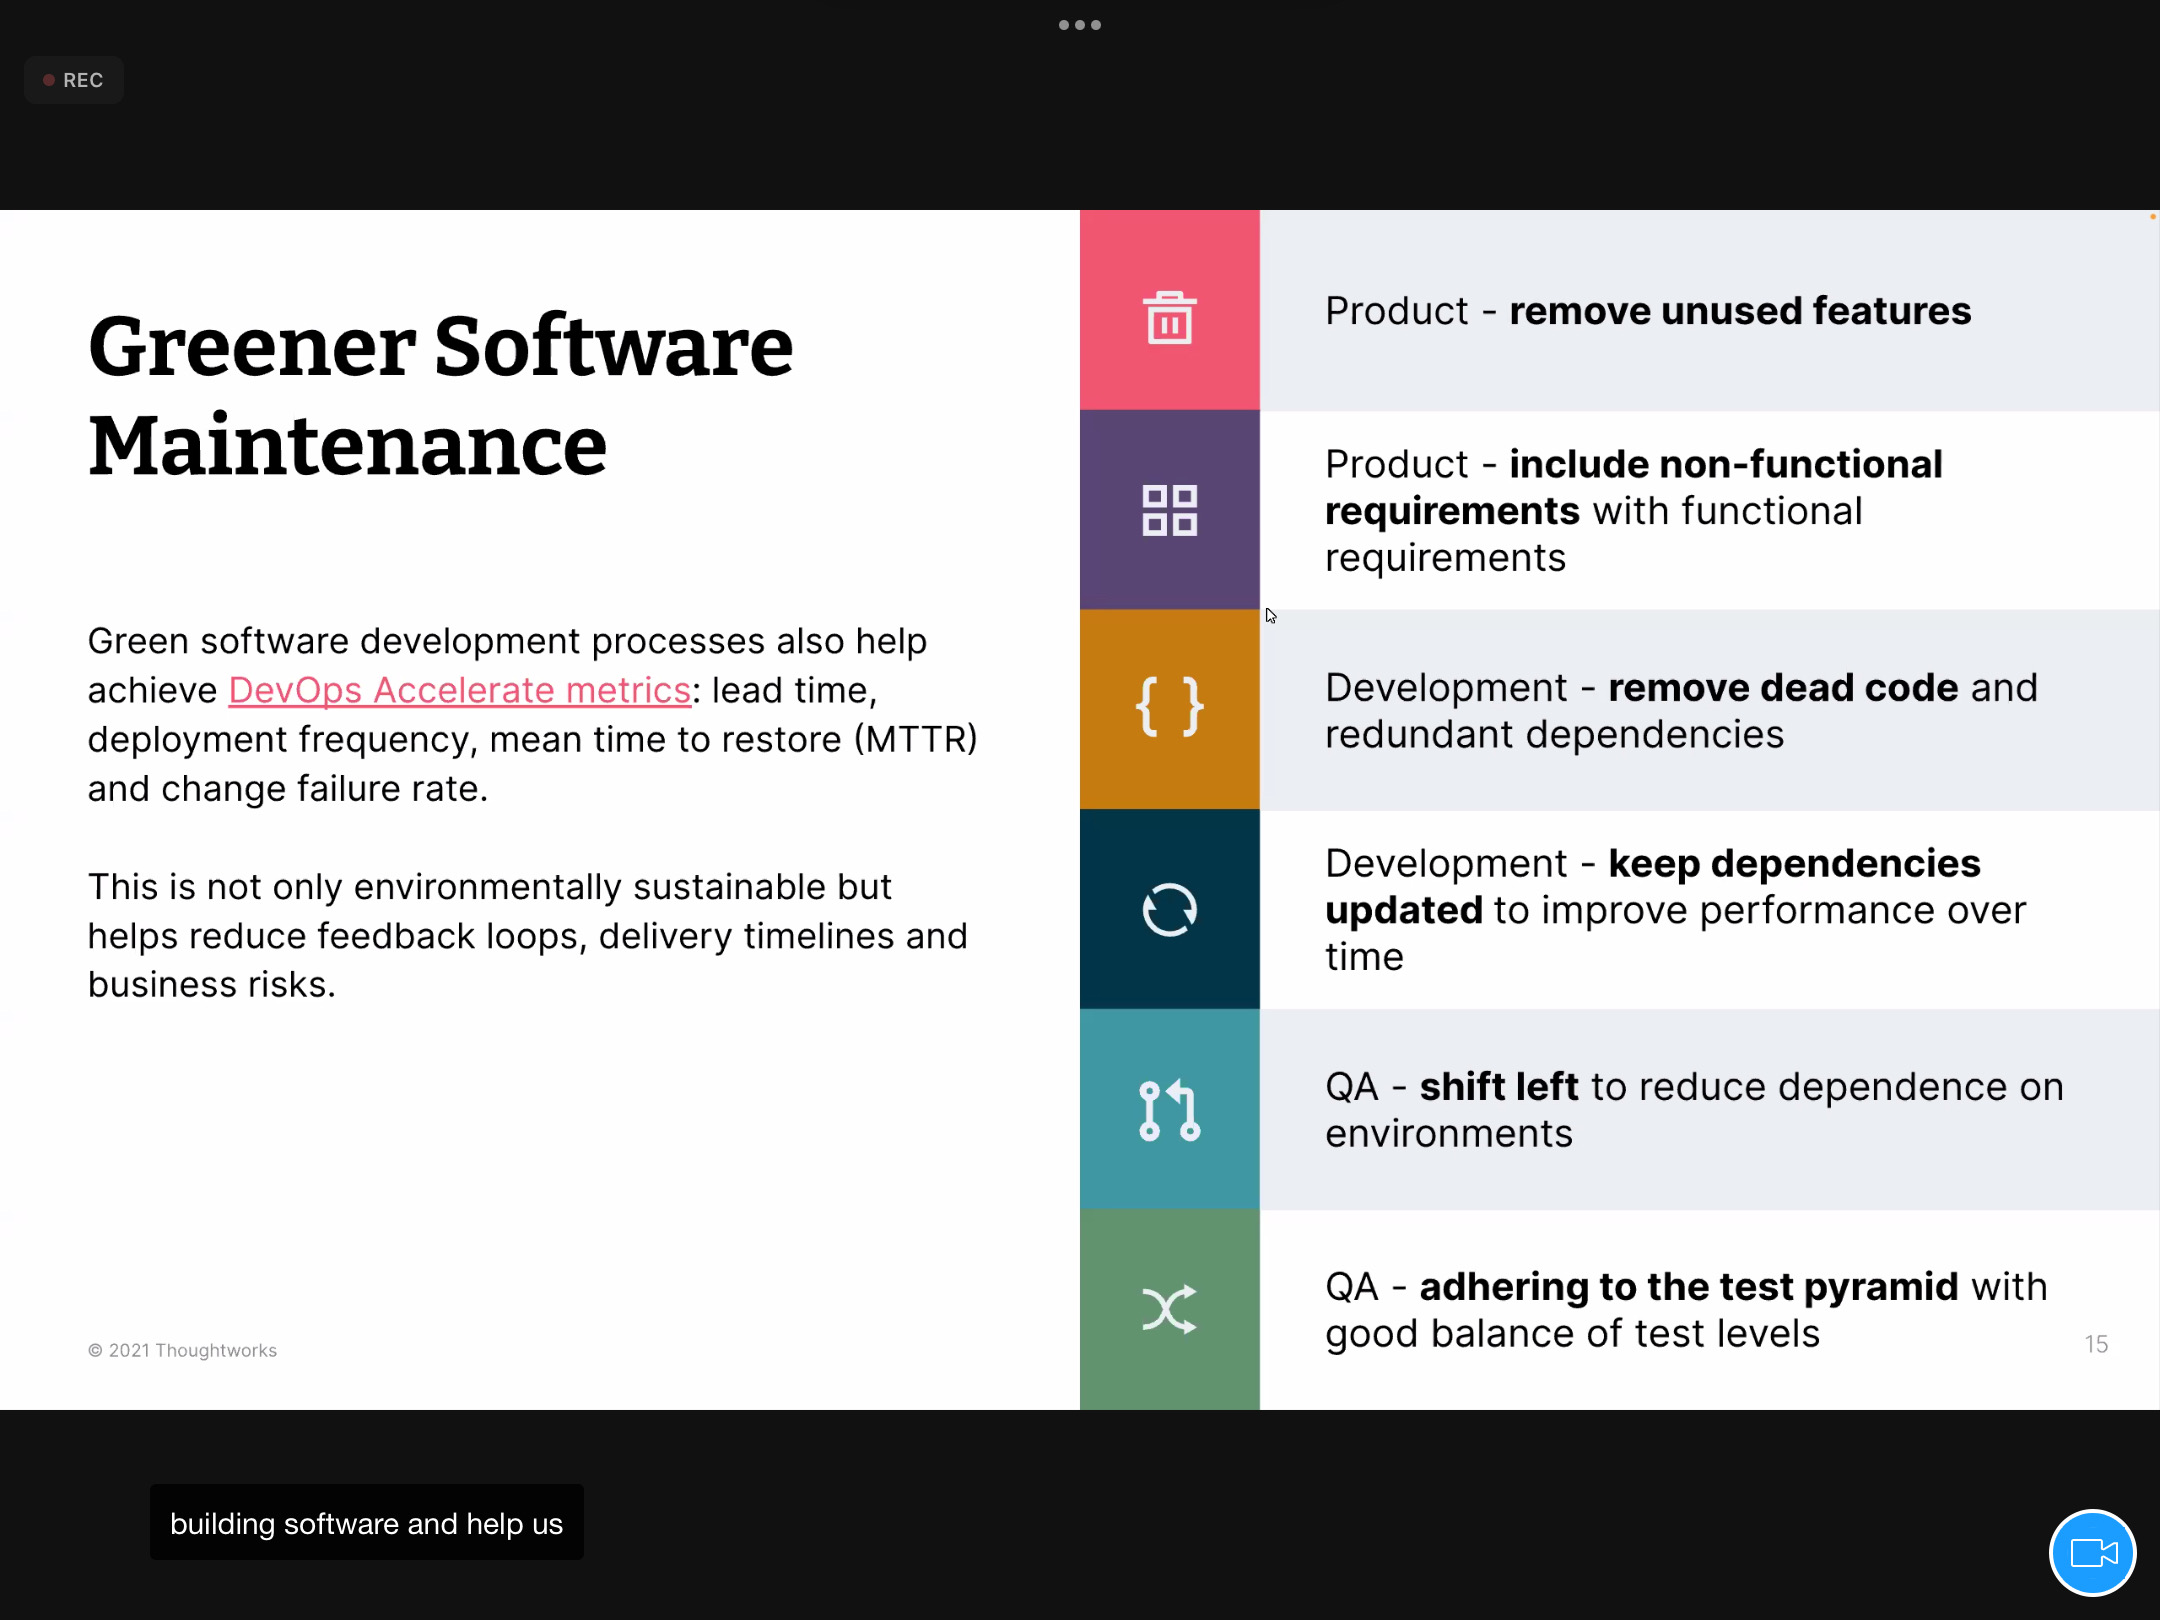 REC
Greener Software
Maintenance
Green software development processes also help
achieve DevOps Accelerate metrics: lead time,
deployment frequency, mean time to restore (MTTR)
and change failure rate.
This is not only environmentally sustainable but
helps reduce feedback loops, delivery timelines and
business risks.
© 2021 Thoughtworks
Product - remove unused features
Product - include non-functional
requirements with functional
requirements
Development - remove dead code and
redundant dependencies
Development - keep dependencies
updated to improve performance over
time
QA - shift left to reduce dependence on
environments
QA - adhering to the test pyramid with
good balance of test levels
15
building software and help us